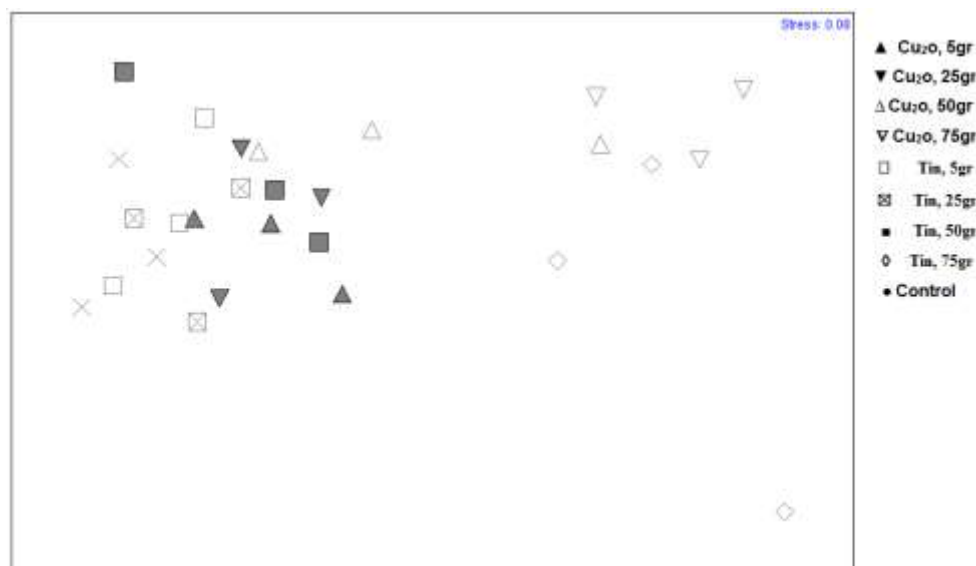 Stress: 0.08
Cu₂o, 5gr
Cu₂o, 25gr
Cu₂o, 50gr
Cu₂o, 75gr
Tin, 5gr
Tin, 25gr
Tin, 50gr
Tin, 75gr
Control